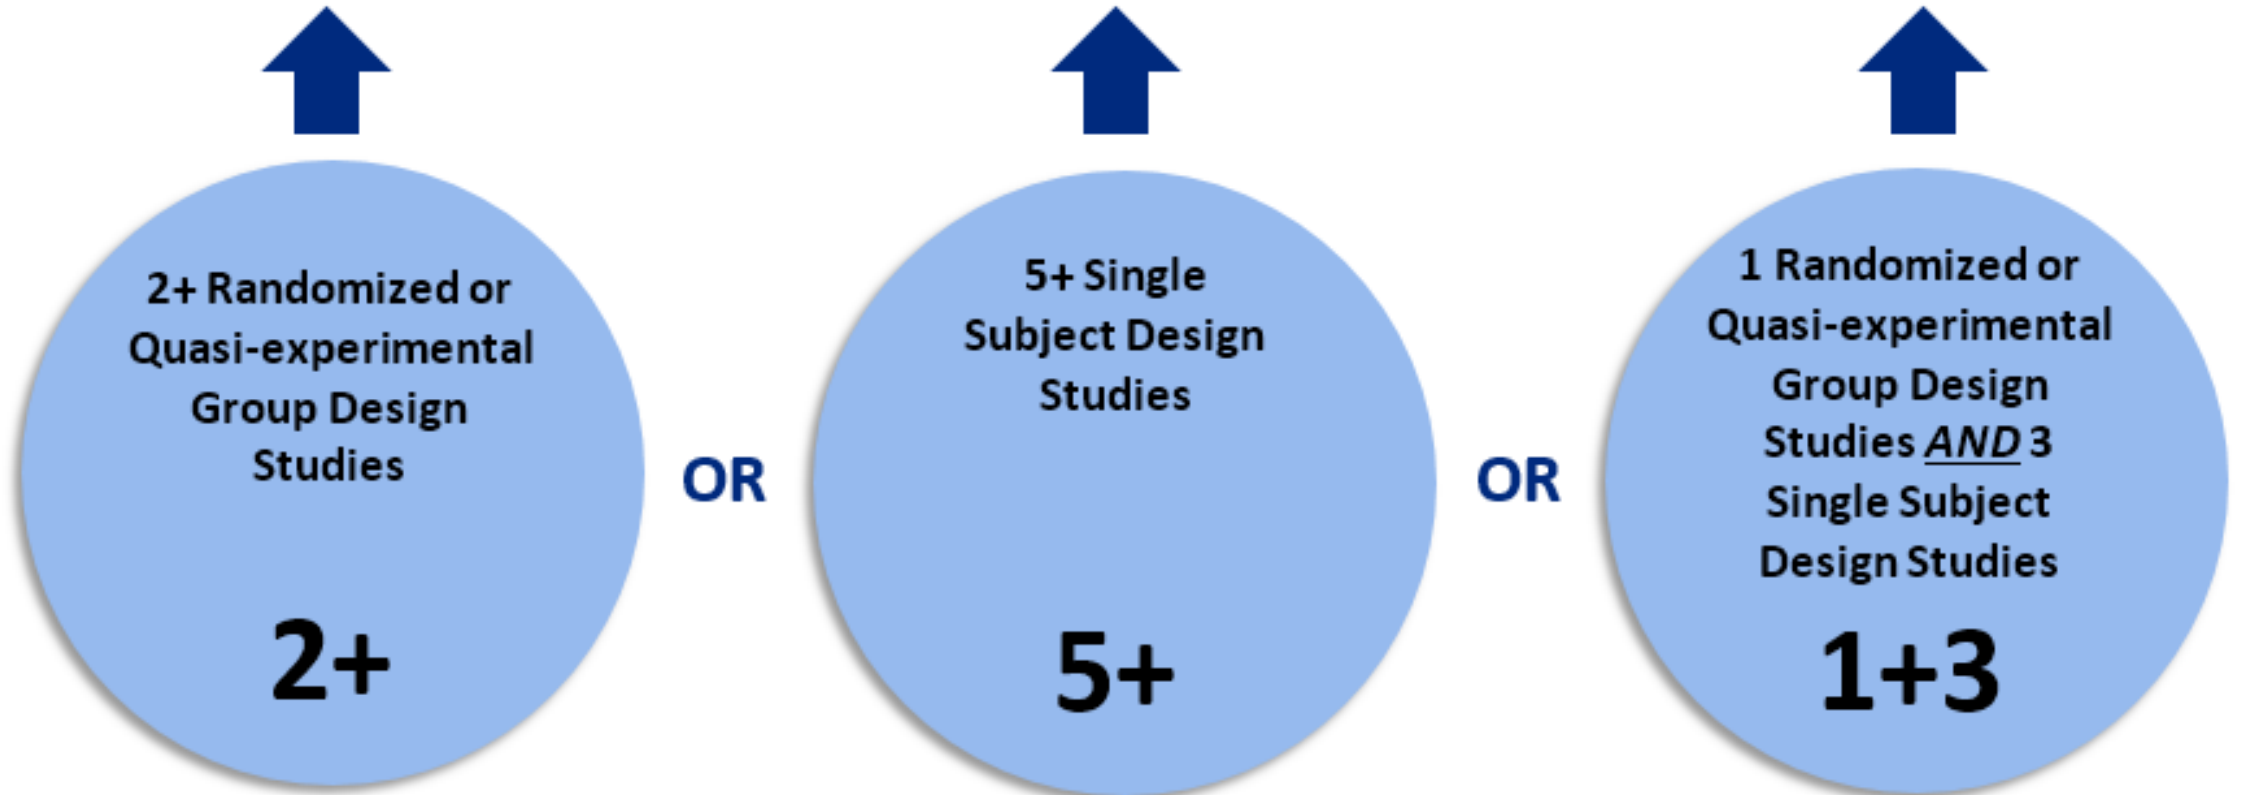 2+ Randomized or
Quasi-experimental
Group Design
Studies
2+
OR
5+ Single
Subject Design
Studies
5+
OR
1 Randomized or
Quasi-experimental
Group Design
Studies AND 3
Single Subject
Design Studies
1+3